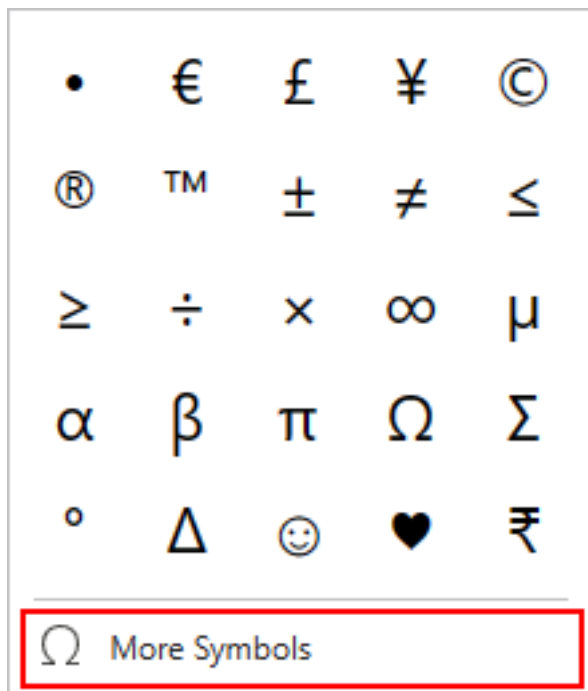 • € £ ¥ ©
® ™ ± ≠ ≤
≥ ÷ × ∞ µ
α β π Ω Σ
° Δ ☺ ♥ ₹
Ω More Symbols